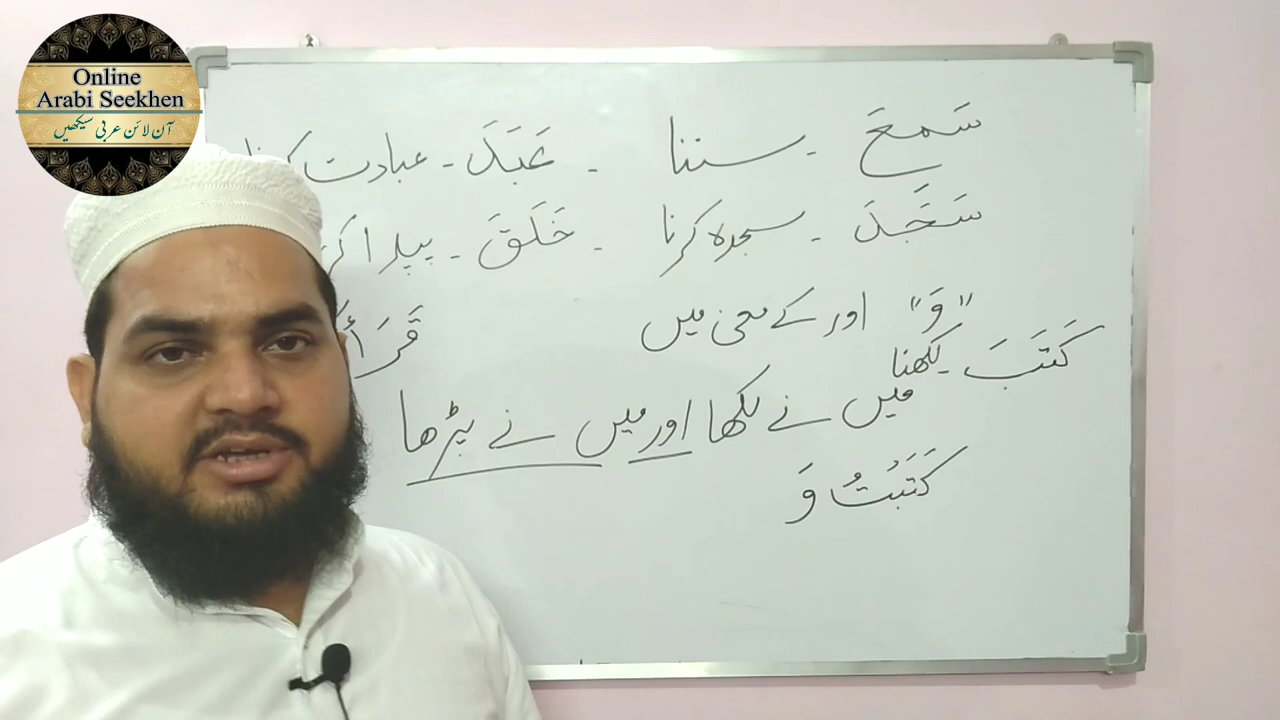 Online
Arabi Seekhen
آن لائن عربی سیکھیں
سَمِعَ - سننا - عَبَدَ - عبادت
سَجَدَ - سجدہ کرنا - خَلَقَ - پیدا
"وَ" اور کے معنی میں قَرَأ
كَتَبَ - لکھنا
میں نے لکھا اور میں نے پڑھا
كَتَبْتُ وَ